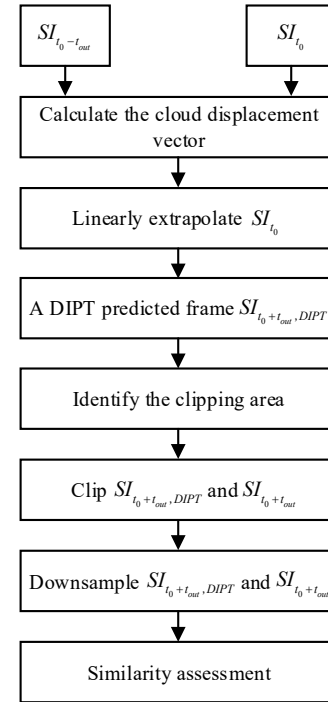 SI_{t_0-t_{out}}
SI_{t_0}
Calculate the cloud displacement
vector
Linearly extrapolate SI_{t_0}
A DIPT predicted frame SI_{t_0+t_{out},DIPT}
Identify the clipping area
Clip SI_{t_0+t_{out},DIPT} and SI_{t_0+t_{out}}
Downsample SI_{t_0+t_{out},DIPT} and SI_{t_0+t_{out}}
Similarity assessment